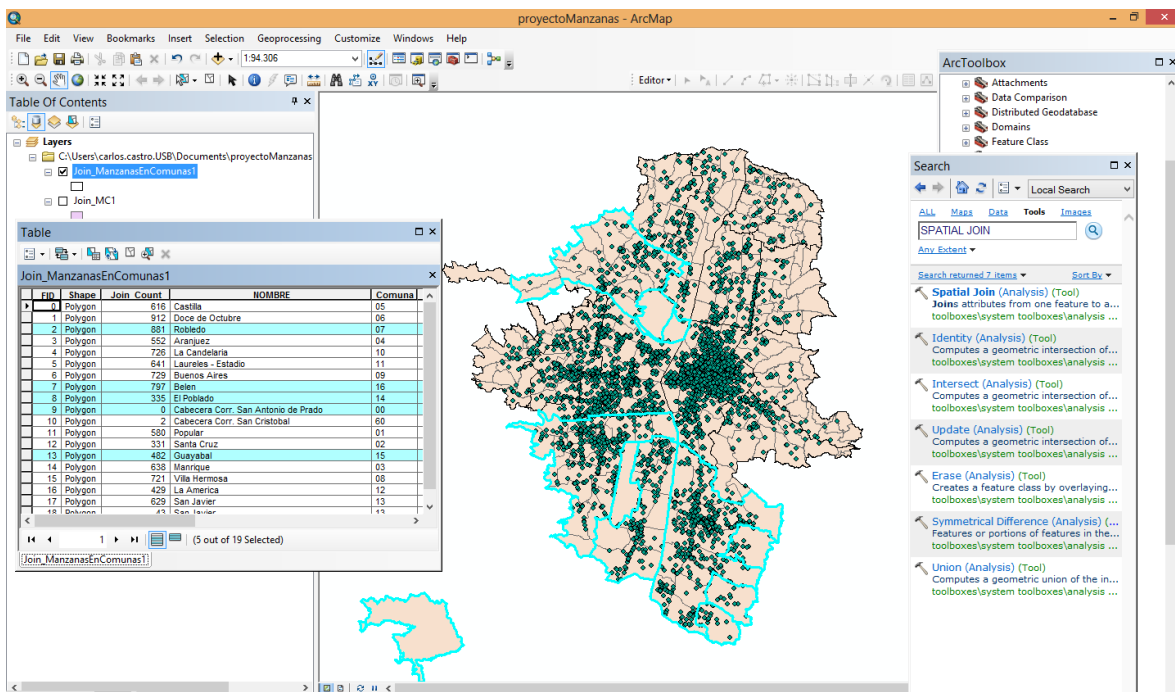 proyectoManzanas - ArcMap
File Edit View Bookmarks Insert Selection Geoprocessing Customize Windows Help
1:94.306
Editor
Table Of Contents
Layers
C:\Users\carlos.castro.USB\Documents\proyectoManzanas
Join_ManzanasEnComunas1
Join_MC1
Table
Join_ManzanasEnComunas1
FID Shape Join_Count NOMBRE Comuna
0 Polygon 616 Castilla 05
1 Polygon 912 Doce de Octubre 06
2 Polygon 881 Robledo 07
3 Polygon 552 Aranjuez 04
4 Polygon 726 La Candelaria 10
5 Polygon 641 Laureles - Estadio 11
6 Polygon 729 Buenos Aires 09
7 Polygon 797 Belen 16
8 Polygon 335 El Poblado 14
9 Polygon 0 Cabecera Corr. San Antonio de Prado 00
10 Polygon 2 Cabecera Corr. San Cristobal 60
11 Polygon 580 Popular 01
12 Polygon 331 Santa Cruz 02
13 Polygon 482 Guayabal 15
14 Polygon 638 Manrique 03
15 Polygon 721 Villa Hermosa 08
16 Polygon 429 La America 12
17 Polygon 629 San Javier 13
18 Polygon 43 San Javier 13
1 (5 out of 19 Selected)
Join_ManzanasEnComunas1
ArcToolbox
Attachments
Data Comparison
Distributed Geodatabase
Domains
Feature Class
Search
Local Search
ALL Maps Data Tools Images
SPATIAL JOIN
Any Extent
Search returned 7 items Sort By
Spatial Join (Analysis) (Tool)
Joins attributes from one feature to a...
toolboxes\system toolboxes\analysis ...
Identity (Analysis) (Tool)
Computes a geometric intersection of...
toolboxes\system toolboxes\analysis ...
Intersect (Analysis) (Tool)
Computes a geometric intersection of...
toolboxes\system toolboxes\analysis ...
Update (Analysis) (Tool)
Computes a geometric intersection of...
toolboxes\system toolboxes\analysis ...
Erase (Analysis) (Tool)
Creates a feature class by overlaying...
toolboxes\system toolboxes\analysis ...
Symmetrical Difference (Analysis) (...
Features or portions of features in the...
toolboxes\system toolboxes\analysis ...
Union (Analysis) (Tool)
Computes a geometric union of the in...
toolboxes\system toolboxes\analysis ...